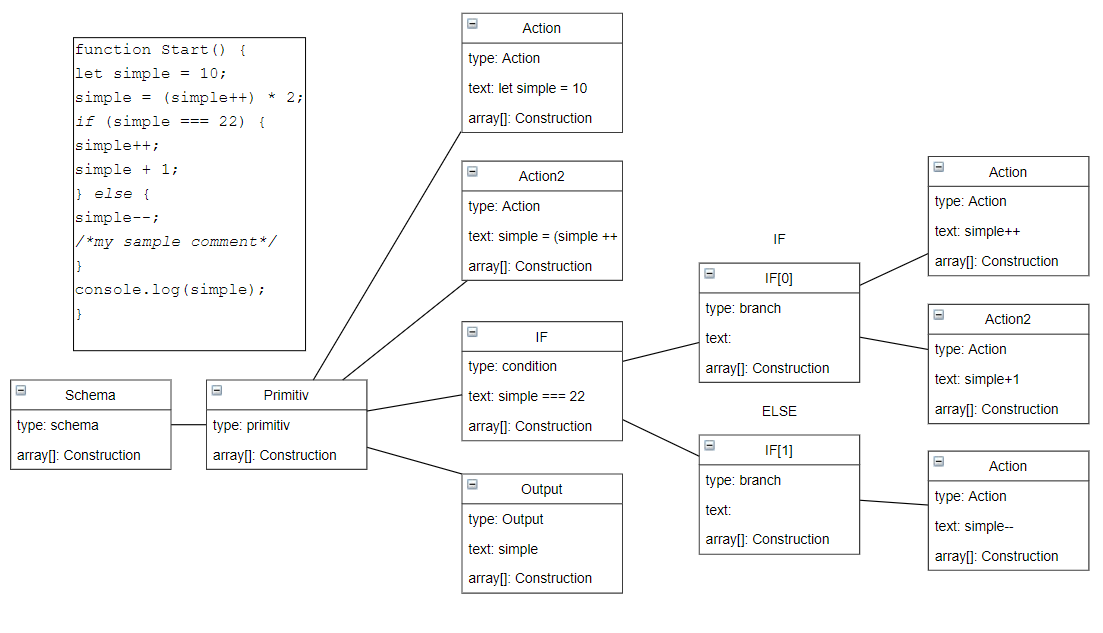 function Start() {
let simple = 10;
simple = (simple++) * 2;
if (simple === 22) {
simple++;
simple + 1;
} else {
simple--;
/*my sample comment*/
}
console.log(simple);
}
Schema
type: schema
array[]: Construction
Primitiv
type: primitiv
array[]: Construction
Action
type: Action
text: let simple = 10
array[]: Construction
Action2
type: Action
text: simple = (simple ++
array[]: Construction
IF
type: condition
text: simple === 22
array[]: Construction
Output
type: Output
text: simple
array[]: Construction
IF
IF[0]
type: branch
text:
array[]: Construction
ELSE
IF[1]
type: branch
text:
array[]: Construction
Action
type: Action
text: simple++
array[]: Construction
Action2
type: Action
text: simple+1
array[]: Construction
Action
type: Action
text: simple--
array[]: Construction